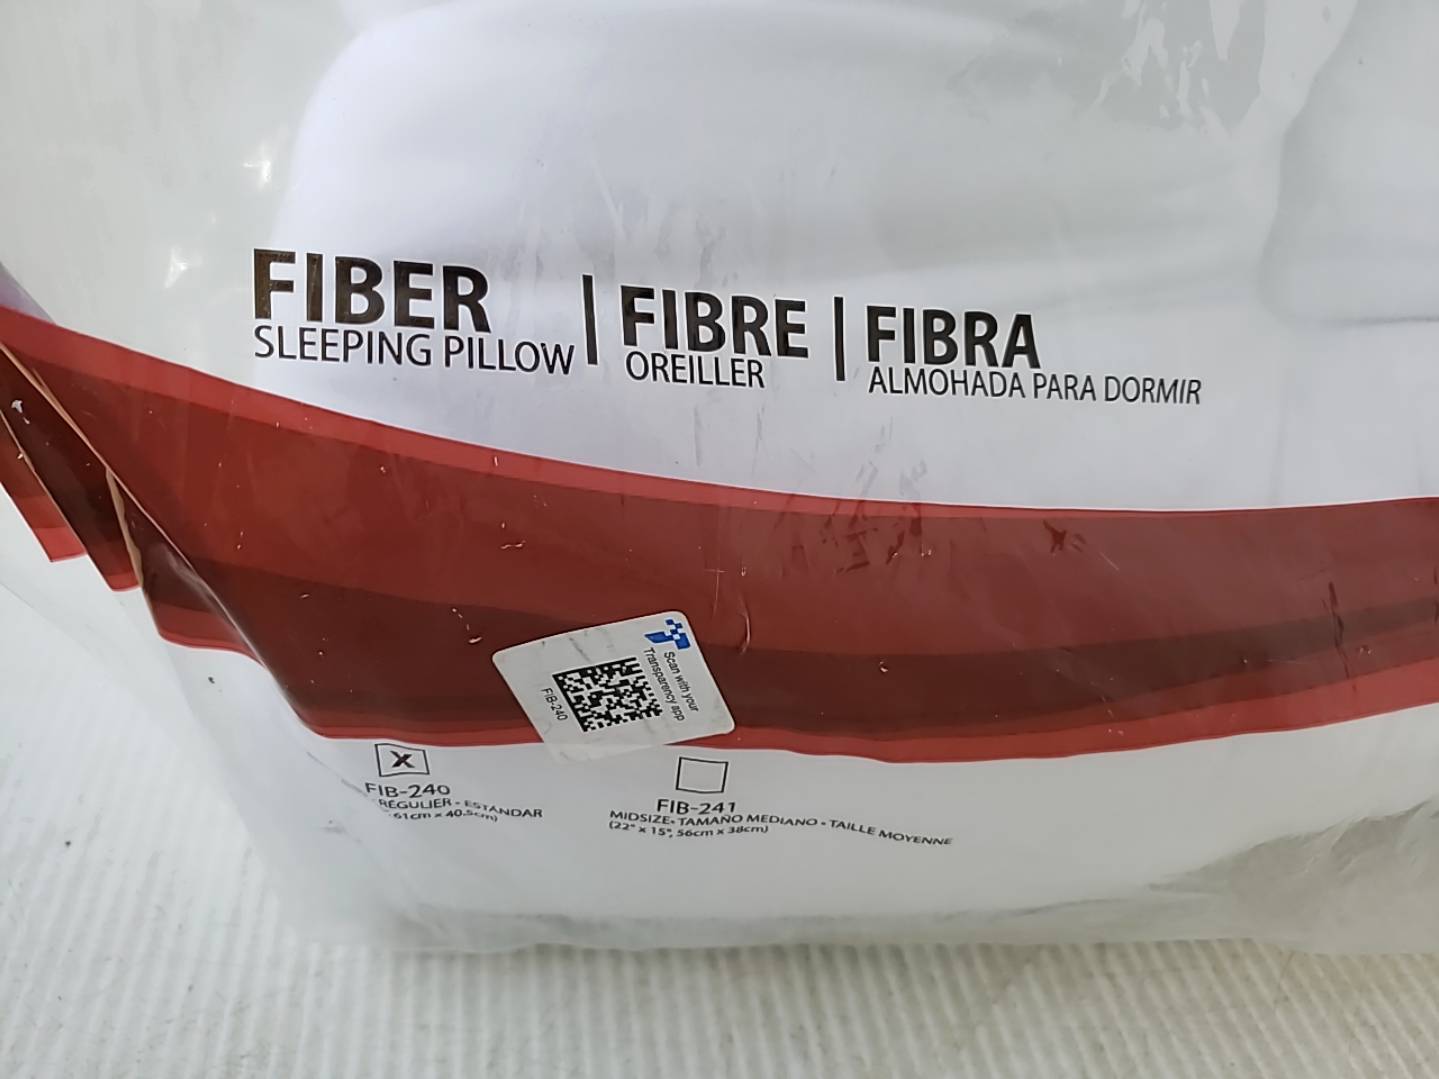 FIBER
SLEEPING PILLOW
FIBRE
OREILLER
FIBRA
ALMOHADA PARA DORMIR
Scan with your
Transparency app
FIB-240
X
FIB-240
RÉGULIER - ESTÁNDAR
61cm x 40.5cm)
FIB-241
MIDSIZE • TAMAÑO MEDIANO • TAILLE MOYENNE
(22" x 15", 56cm x 38cm)